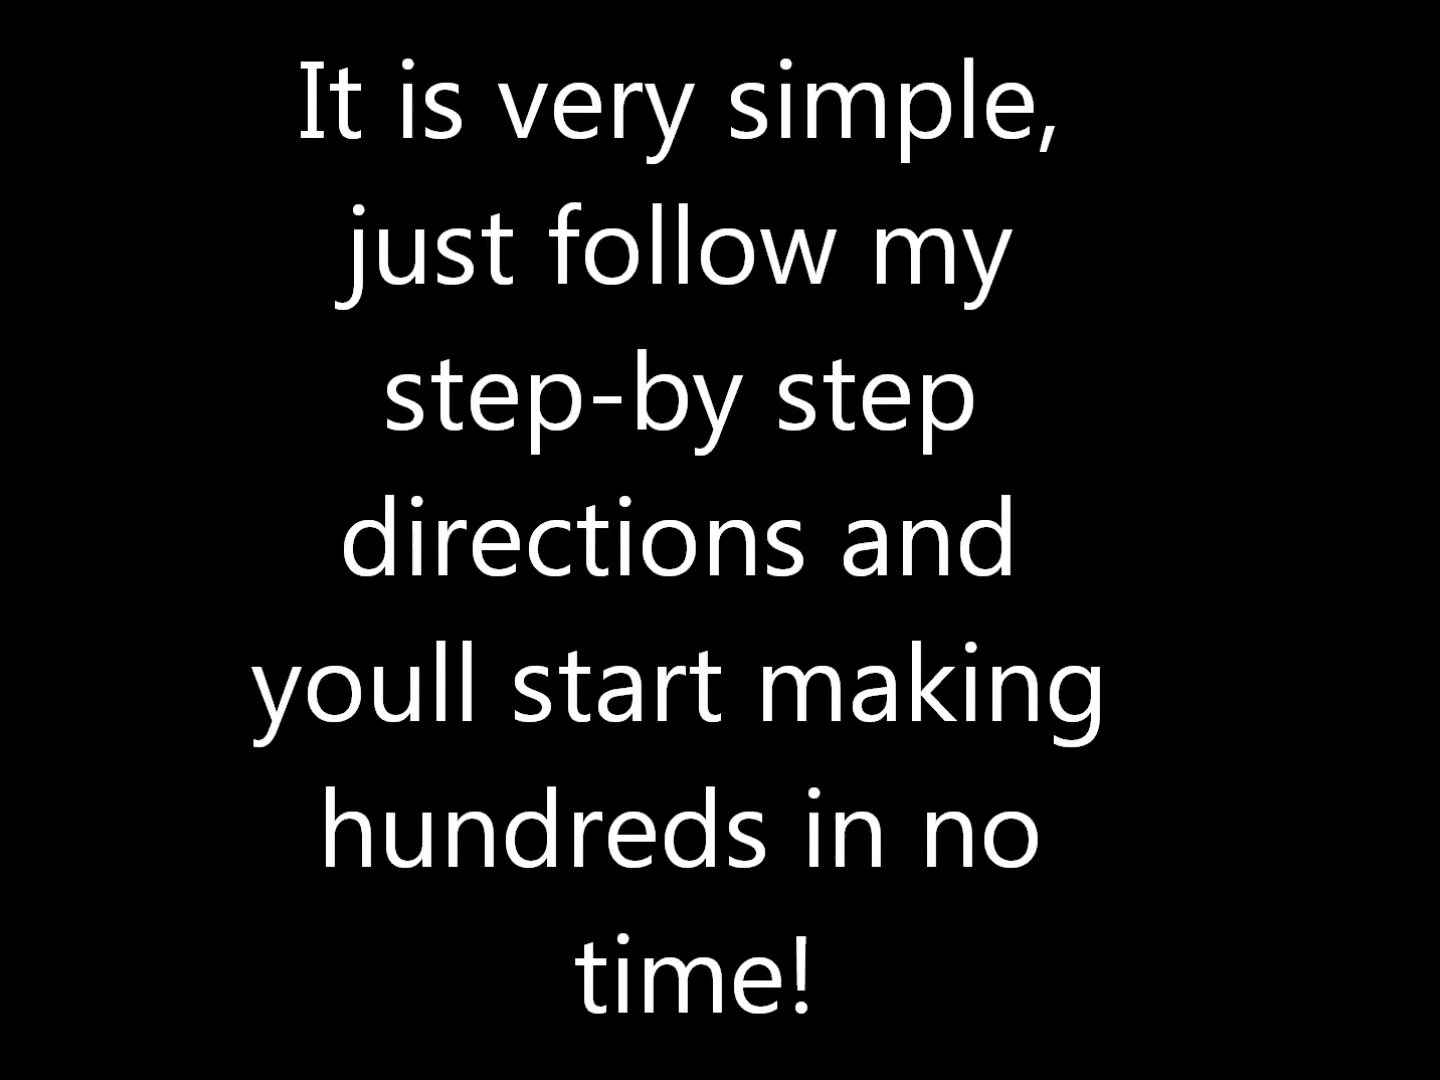 It is very simple,
just follow my
step-by step
directions and
youll start making
hundreds in no
time!